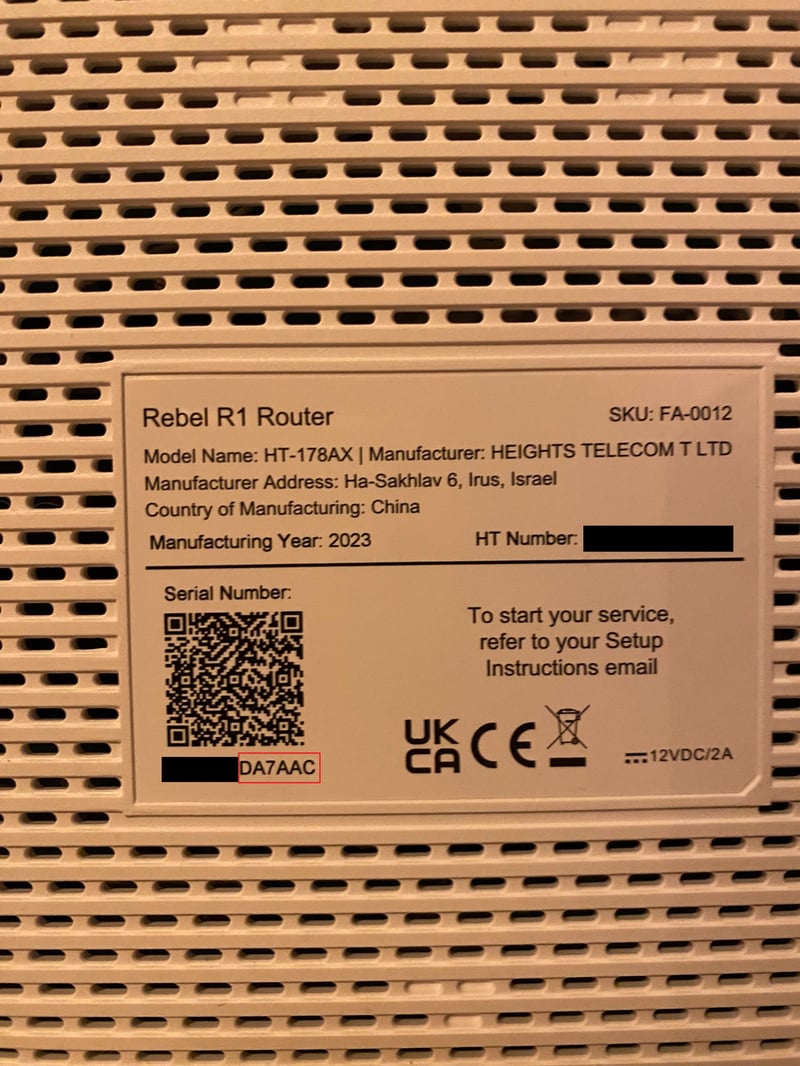 Rebel R1 Router
SKU: FA-0012
Model Name: HT-178AX | Manufacturer: HEIGHTS TELECOM T LTD
Manufacturer Address: Ha-Sakhlav 6, Irus, Israel
Country of Manufacturing: China
Manufacturing Year: 2023
HT Number:
Serial Number:
DA7AAC
To start your service,
refer to your Setup
Instructions email
UK
CA
CE
12VDC/2A